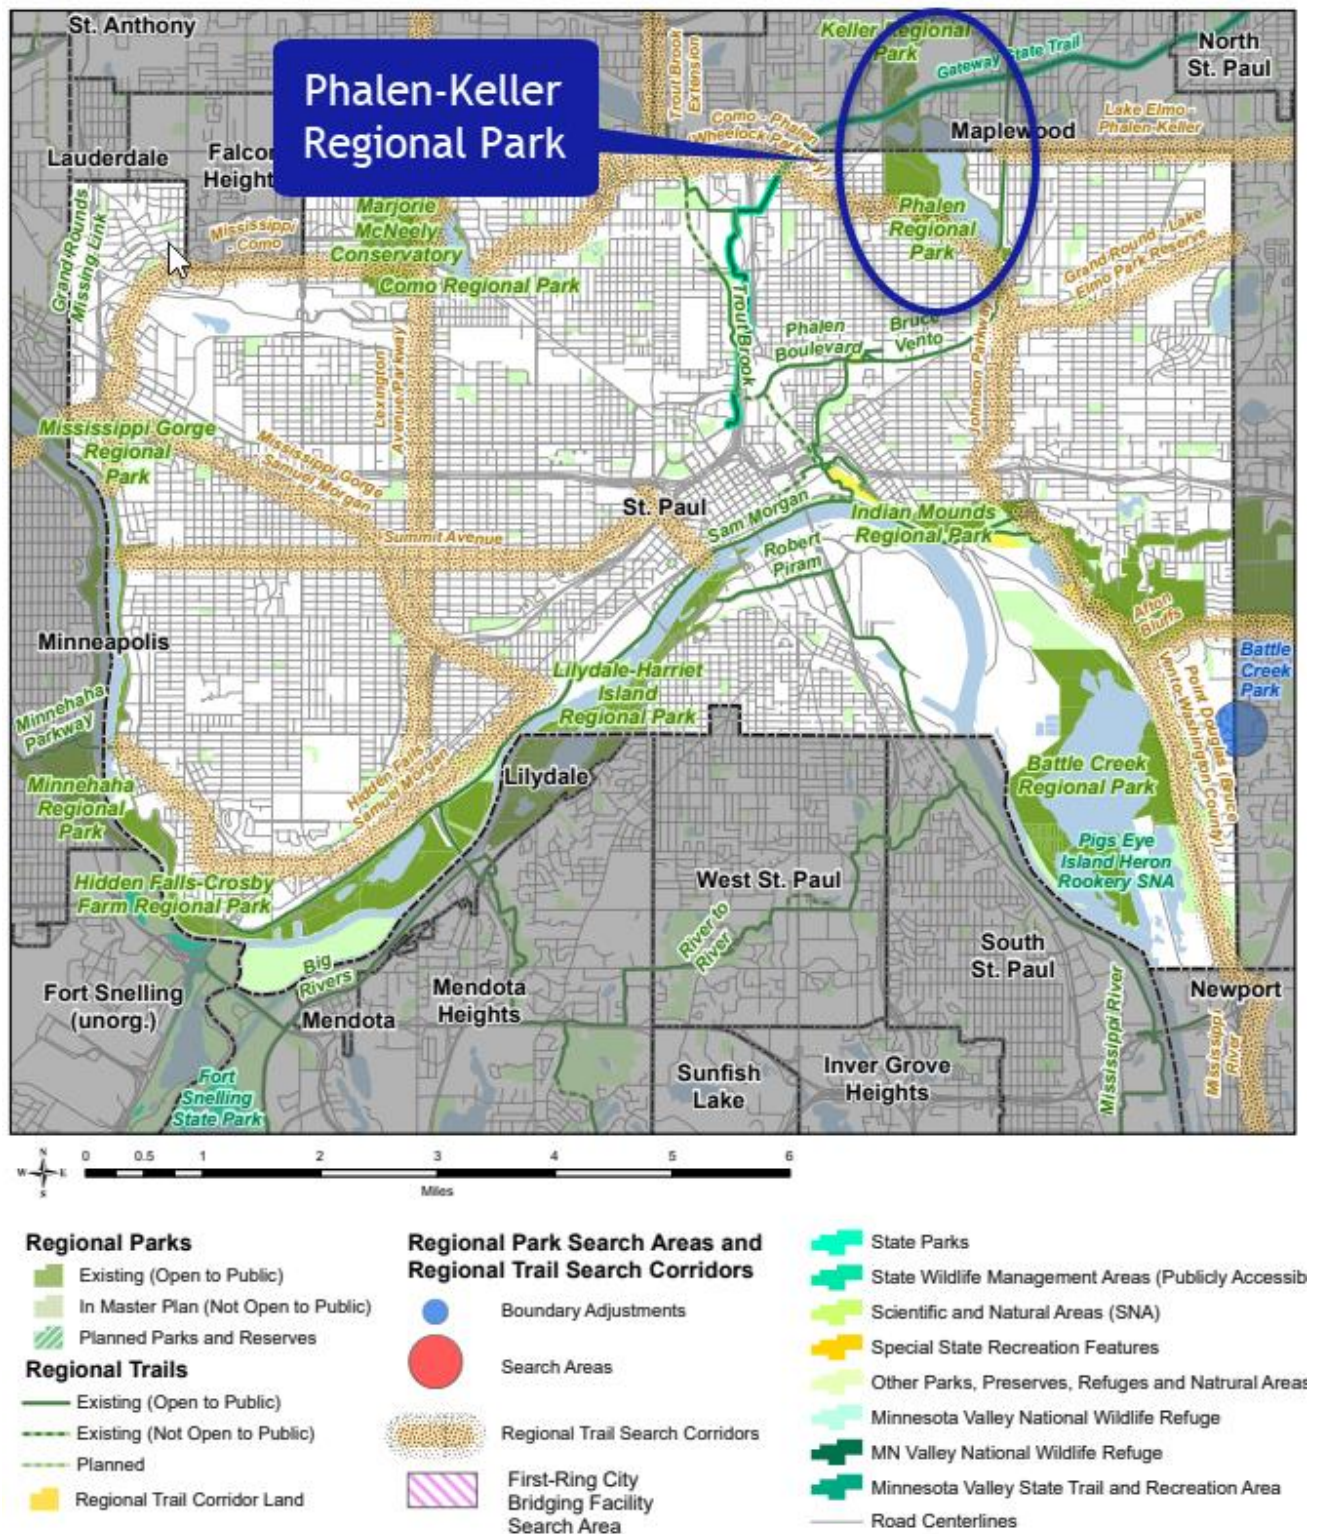 St. Anthony
Keller Regional
Park
Gateway State Trail
North
St. Paul
Phalen-Keller
Regional Park
Trout Brook
Extension
Como - Phalen
(Wheelock Parkway)
Maplewood
Lake Elmo -
Phalen-Keller
Lauderdale
Falcon
Height
Grand Rounds
Missing Link
Mississippi
- Como
Marjorie
McNeely
Conservatory
Como Regional Park
Phalen
Regional
Park
Grand Round - Lake
Elmo Park Reserve
Trout Brook
Phalen
Boulevard
Bruce
Vento
Johnson Parkway
Lexington
Avenue Parkway
Mississippi Gorge
Regional
Park
Mississippi Gorge
- Samuel Morgan
St. Paul
Sam Morgan
Indian Mounds
Regional Park
Summit Avenue
Robert
Piram
Afton
Bluffs
Minneapolis
Battle
Creek
Park
Minnehaha
Parkway
Lilydale-Harriet
Island
Regional Park
Point Douglas (Bruce
Vento-Washington County)
Hidden Falls -
Samuel Morgan
Lilydale
Minnehaha
Regional
Park
Battle Creek
Regional Park
Pigs Eye
Island Heron
Rookery SNA
Hidden Falls-Crosby
Farm Regional Park
West St. Paul
River to
River
South
St. Paul
Big
Rivers
Fort Snelling
(unorg.)
Mendota
Mendota
Heights
Mississippi River
Newport
Mississippi
River
Fort
Snelling
State Park
Sunfish
Lake
Inver Grove
Heights
N
W E
S
0 0.5 1 2 3 4 5 6
Miles
Regional Parks
Existing (Open to Public)
In Master Plan (Not Open to Public)
Planned Parks and Reserves
Regional Trails
Existing (Open to Public)
Existing (Not Open to Public)
Planned
Regional Trail Corridor Land
Regional Park Search Areas and
Regional Trail Search Corridors
Boundary Adjustments
Search Areas
Regional Trail Search Corridors
First-Ring City
Bridging Facility
Search Area
State Parks
State Wildlife Management Areas (Publicly Accessib
Scientific and Natural Areas (SNA)
Special State Recreation Features
Other Parks, Preserves, Refuges and Natrural Areas
Minnesota Valley National Wildlife Refuge
MN Valley National Wildlife Refuge
Minnesota Valley State Trail and Recreation Area
Road Centerlines